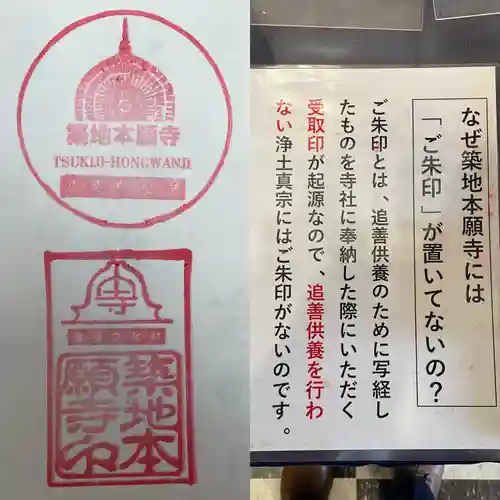 築地本願寺
TSUKIJI-HONGWANJI
寺
築地本
願寺印
なぜ築地本願寺には
「ご朱印」が置いてないの？
ご朱印とは、追善供養のために写経し
たものを寺社に奉納した際にいただく
受取印が起源なので、追善供養を行わ
ない浄土真宗にはご朱印がないのです。